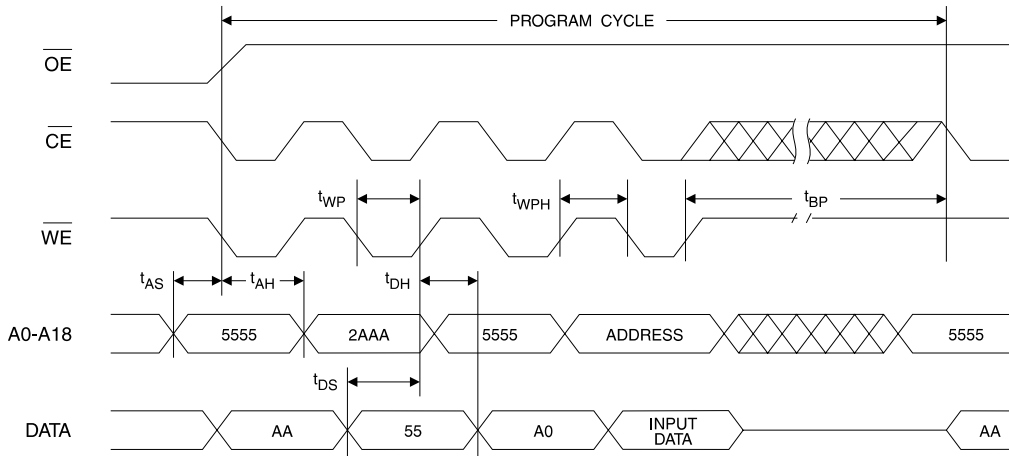 PROGRAM CYCLE
OE
CE
tWP
tWPH
tBP
WE
tAS
tAH
tDH
A0-A18
5555
2AAA
5555
ADDRESS
5555
tDS
DATA
AA
55
A0
INPUT
DATA
AA